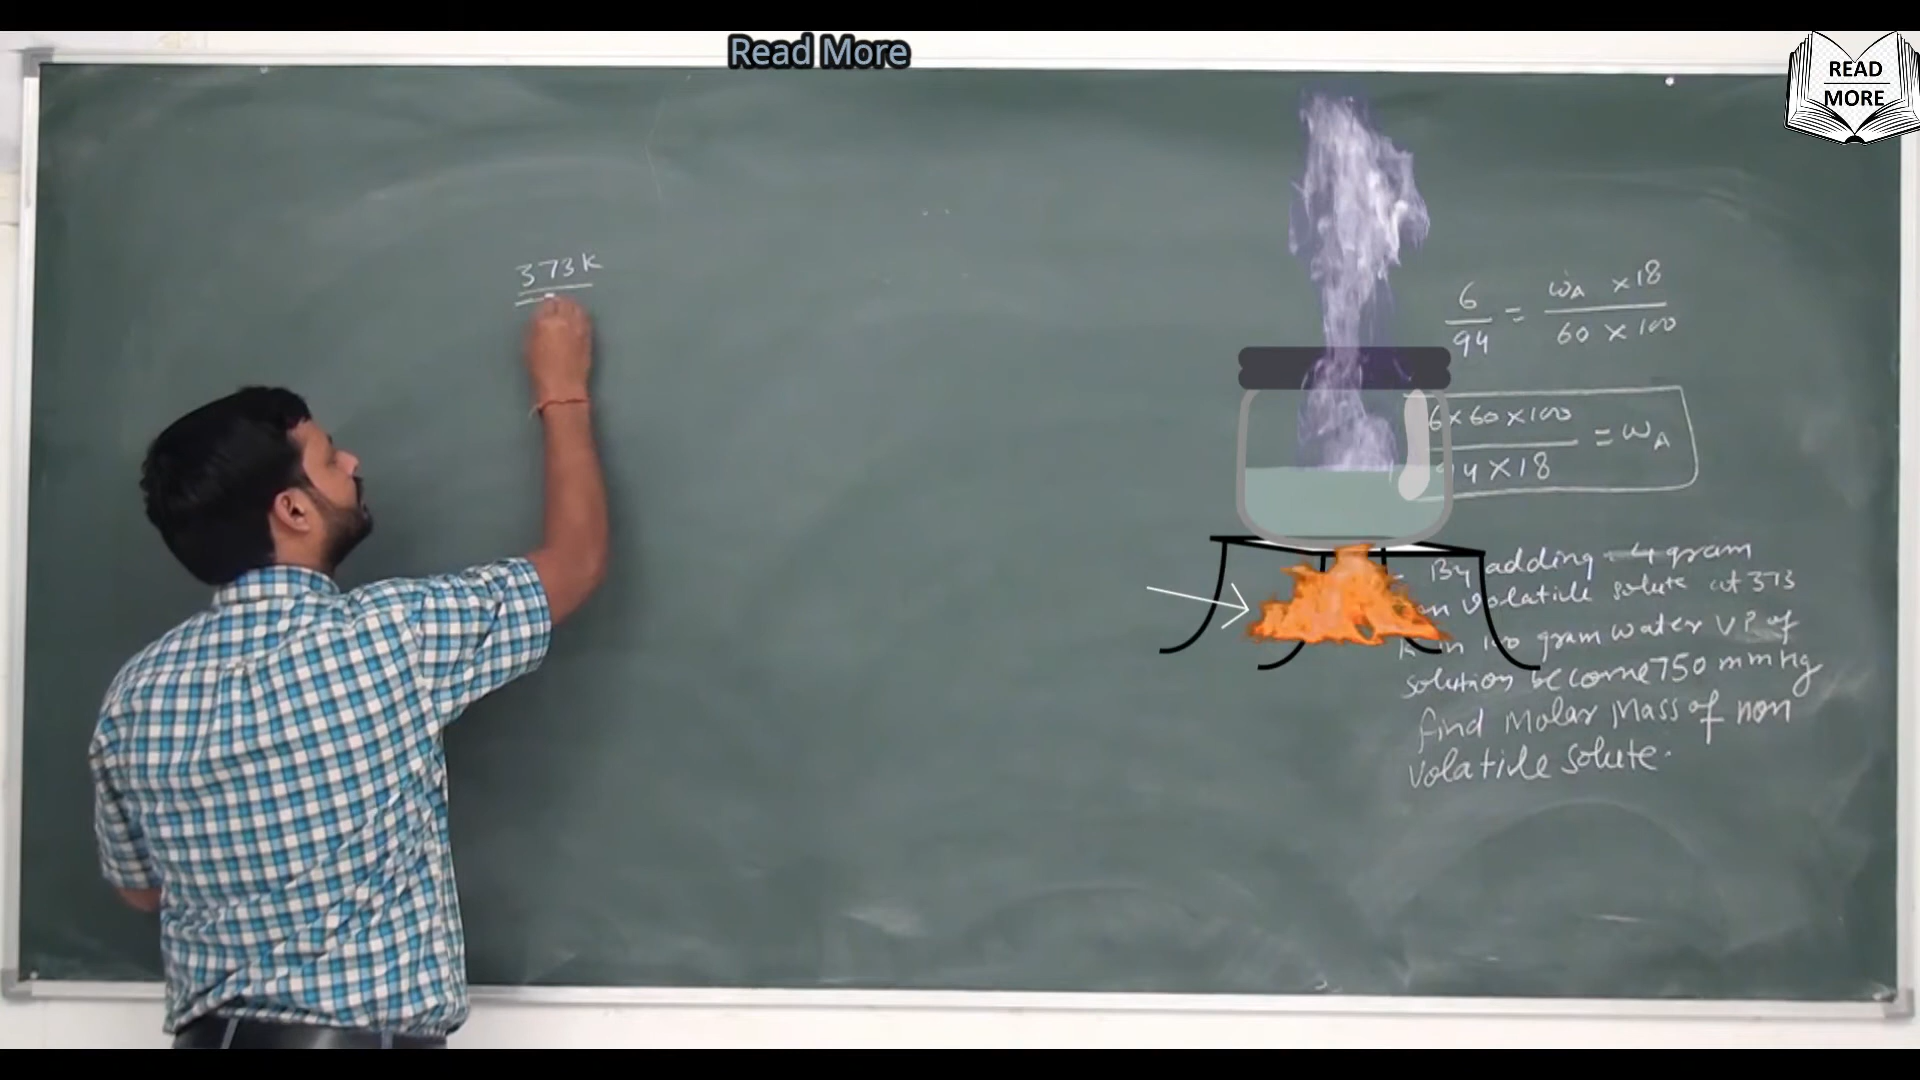 Read More
READ
MORE
373K
6/94 = wA × 18 / 60 × 100
6 × 60 × 100 / 94 × 18 = wA
By adding 4 gram
volatile solute at 373
K in 100 gram water VP of
solution become 750 mm Hg
find Molar Mass of non
volatile solute.